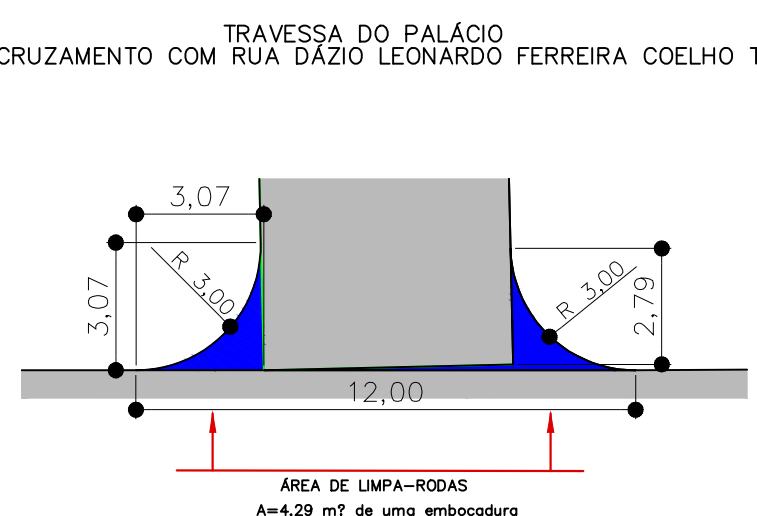 TRAVESSA DO PALÁCIO
CRUZAMENTO COM RUA DÁZIO LEONARDO FERREIRA COELHO T
3,07
3,07
R 3,00
R 3,00
2,79
12,00
ÁREA DE LIMPA-RODAS
A=4.29 m? de uma embocadura